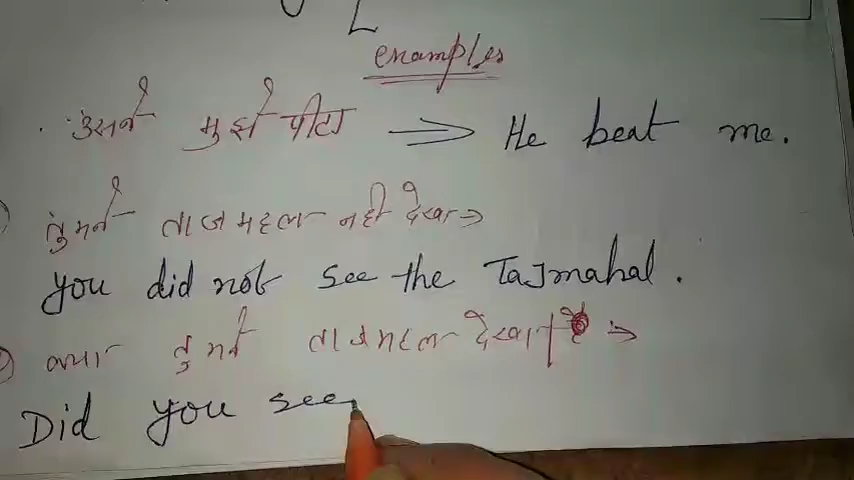 examples
उसने मुझे पीटा ⇒ He beat me.
तुमने ताजमहल नही देखा ⇒
you did not see the Tajmahal.
क्या तुमने ताजमहल देखा ⇒
Did you see